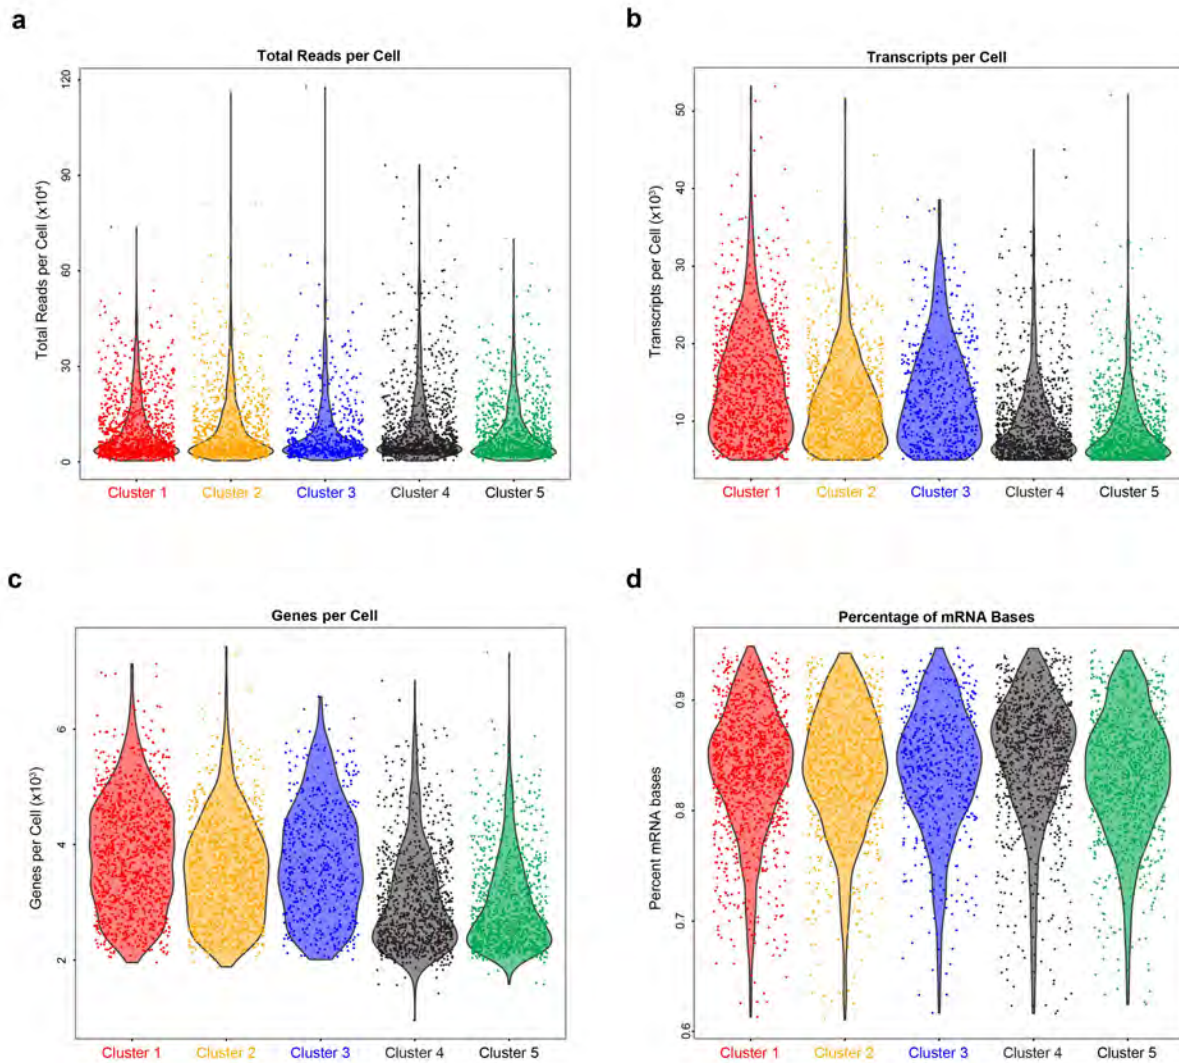 a
Total Reads per Cell
Total Reads per Cell (x10⁴)
120
90
60
30
0
Cluster 1 Cluster 2 Cluster 3 Cluster 4 Cluster 5
b
Transcripts per Cell
Transcripts per Cell (x10³)
50
40
30
20
10
Cluster 1 Cluster 2 Cluster 3 Cluster 4 Cluster 5
c
Genes per Cell
Genes per Cell (x10³)
6
4
2
Cluster 1 Cluster 2 Cluster 3 Cluster 4 Cluster 5
d
Percentage of mRNA Bases
Percent mRNA bases
0.9
0.8
0.7
0.6
Cluster 1 Cluster 2 Cluster 3 Cluster 4 Cluster 5